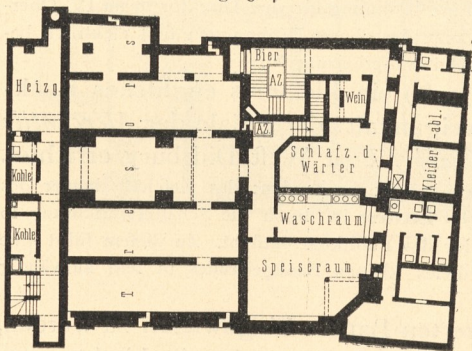 Bier
AZ.
Heizg.
Wein
AZ.
Schlafz. d.
Wärter
Kleider-abl.
Kohle
Waschraum
Kohle
Speiseraum